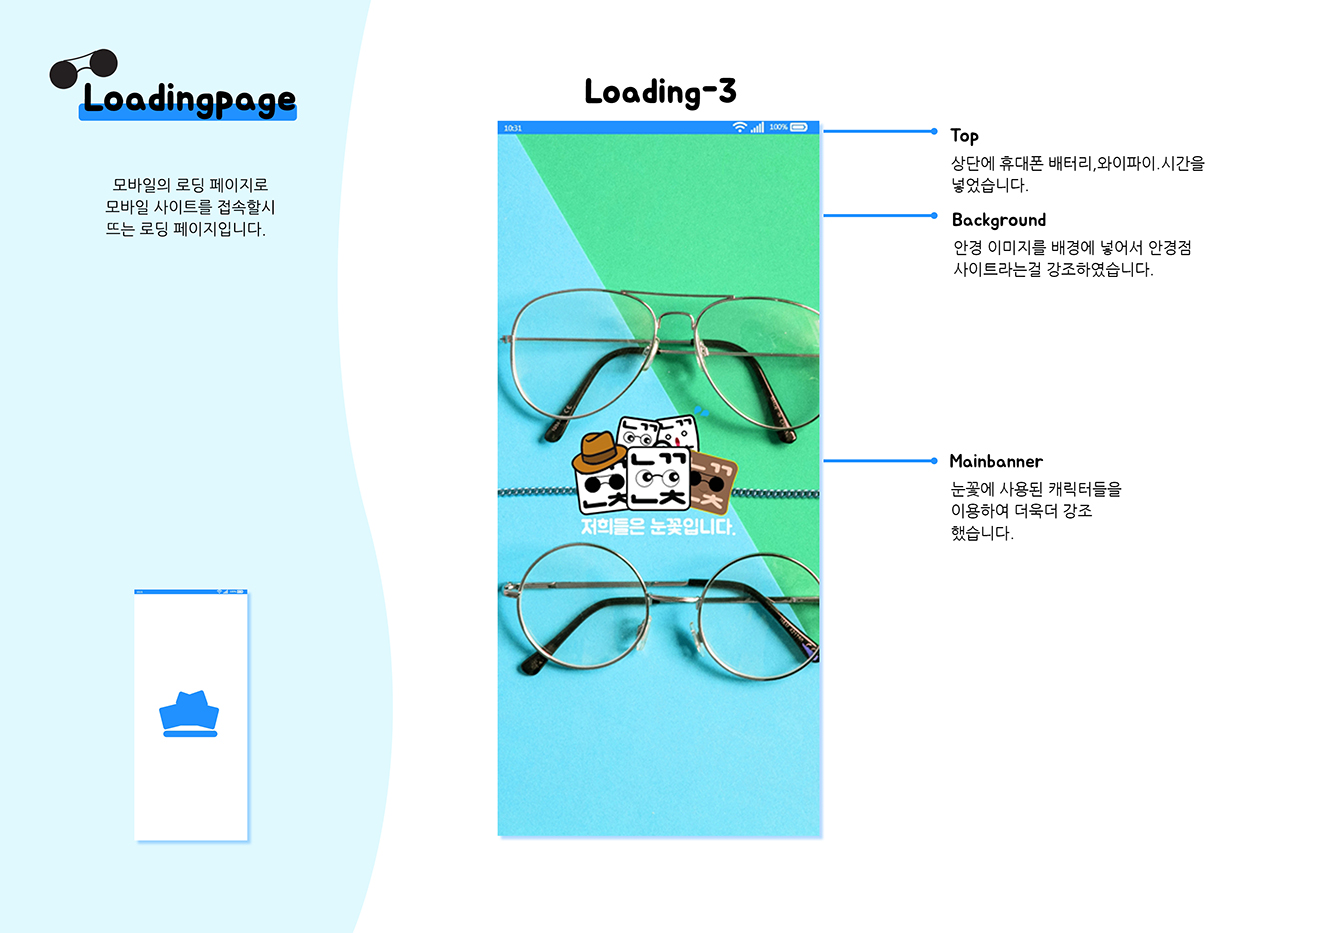 Loadingpage
모바일의 로딩 페이지로
모바일 사이트를 접속할시
뜨는 로딩 페이지입니다.
Loading-3
10:31
100%
Top
상단에 휴대폰 배터리,와이파이.시간을
넣었습니다.
Background
안경 이미지를 배경에 넣어서 안경점
사이트라는걸 강조하였습니다.
ㄴㄲ
ㄴㅊ
저희들은 눈꽃입니다.
Mainbanner
눈꽃에 사용된 캐릭터들을
이용하여 더욱더 강조
했습니다.